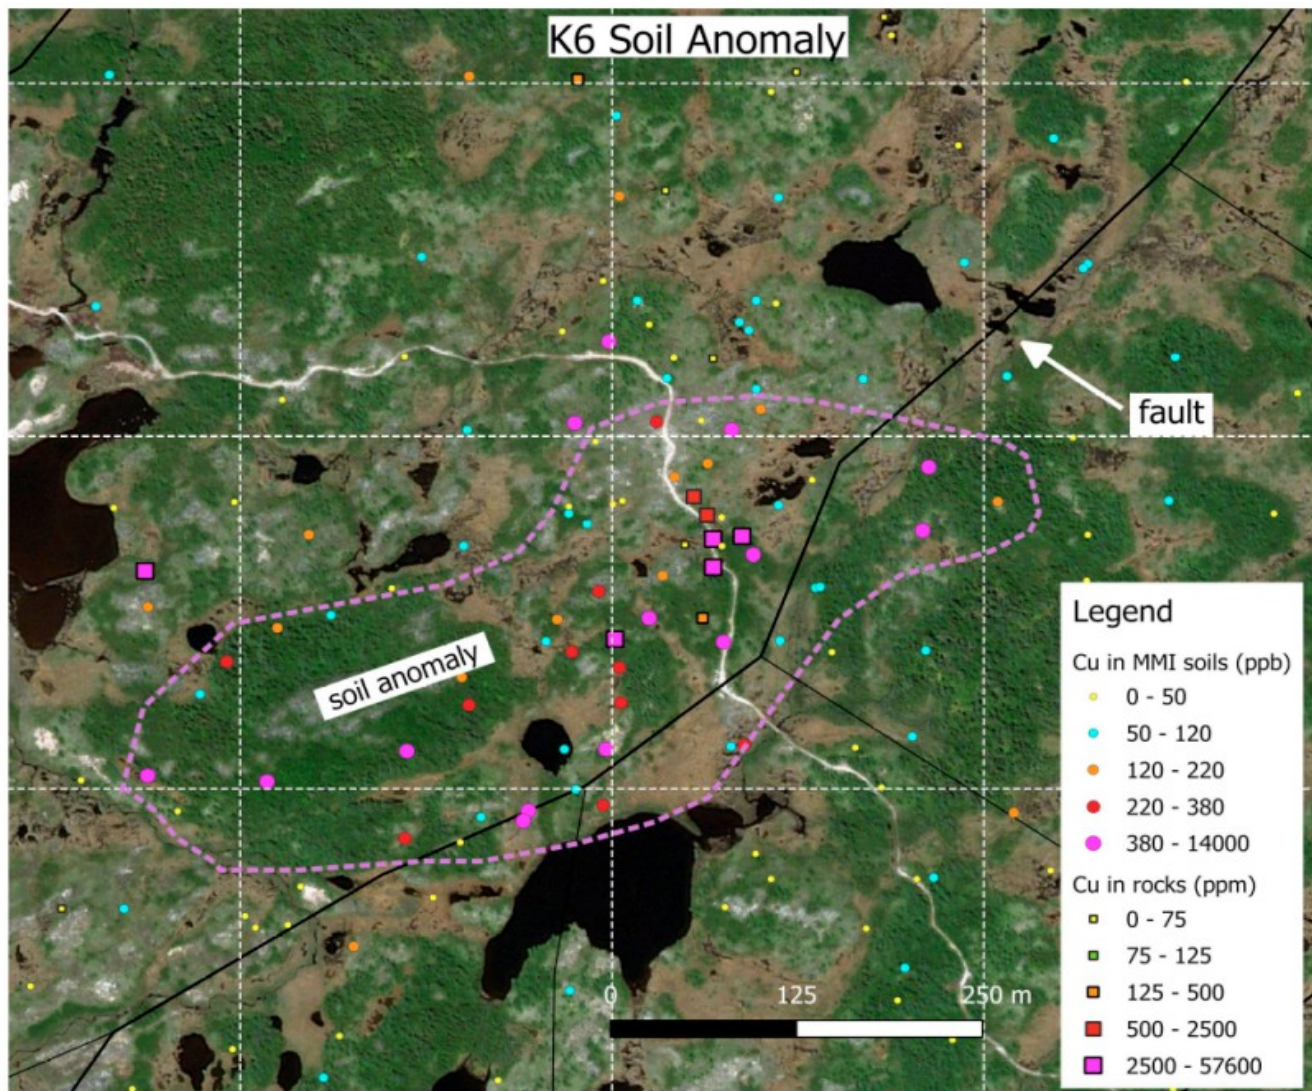 K6 Soil Anomaly
fault
soil anomaly
Legend
Cu in MMI soils (ppb)
0 - 50
50 - 120
120 - 220
220 - 380
380 - 14000
Cu in rocks (ppm)
0 - 75
75 - 125
125 - 500
500 - 2500
2500 - 57600
0 125 250 m